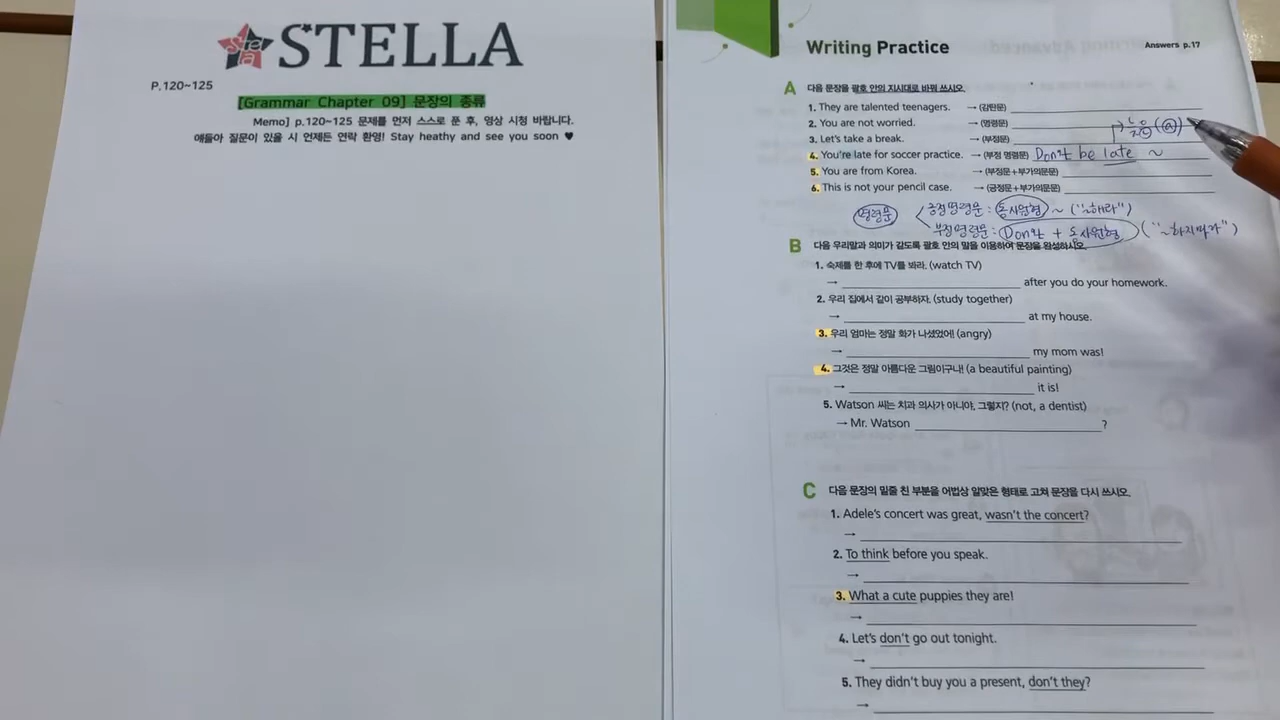 STELLA
P.120~125
[Grammar Chapter 09] 문장의 종류
Memo] p.120~125 문제를 먼저 스스로 푼 후, 영상 시청 바랍니다.
얘들아 질문이 있을 시 언제든 연락 환영! Stay heathy and see you soon ♥
Writing Practice
Answers p.17
A 다음 문장을 괄호 안의 지시대로 바꿔 쓰시오.
1. They are talented teenagers. → (감탄문)
2. You are not worried. → (명령문)
3. Let's take a break. → (부정문)
4. You're late for soccer practice. → (부정 명령문) Don't be late ~
5. You are from Korea. → (부정문+부가의문문)
6. This is not your pencil case. → (긍정문+부가의문문)
명령문
긍정명령문 : 동사원형 ~ ("~해라")
부정명령문 : Don't + 동사원형 ("~하지마라")
B 다음 우리말과 의미가 같도록 괄호 안의 말을 이용하여 문장을 완성하시오.
1. 숙제를 한 후에 TV를 봐라. (watch TV)
→ after you do your homework.
2. 우리 집에서 같이 공부하자. (study together)
→ at my house.
3. 우리 엄마는 정말 화가 나셨었어! (angry)
→ my mom was!
4. 그것은 정말 아름다운 그림이구나! (a beautiful painting)
→ it is!
5. Watson 씨는 치과 의사가 아니야, 그렇지? (not, a dentist)
→ Mr. Watson ?
C 다음 문장의 밑줄 친 부분을 어법상 알맞은 형태로 고쳐 문장을 다시 쓰시오.
1. Adele's concert was great, wasn't the concert?
→
2. To think before you speak.
→
3. What a cute puppies they are!
→
4. Let's don't go out tonight.
→
5. They didn't buy you a present, don't they?
→